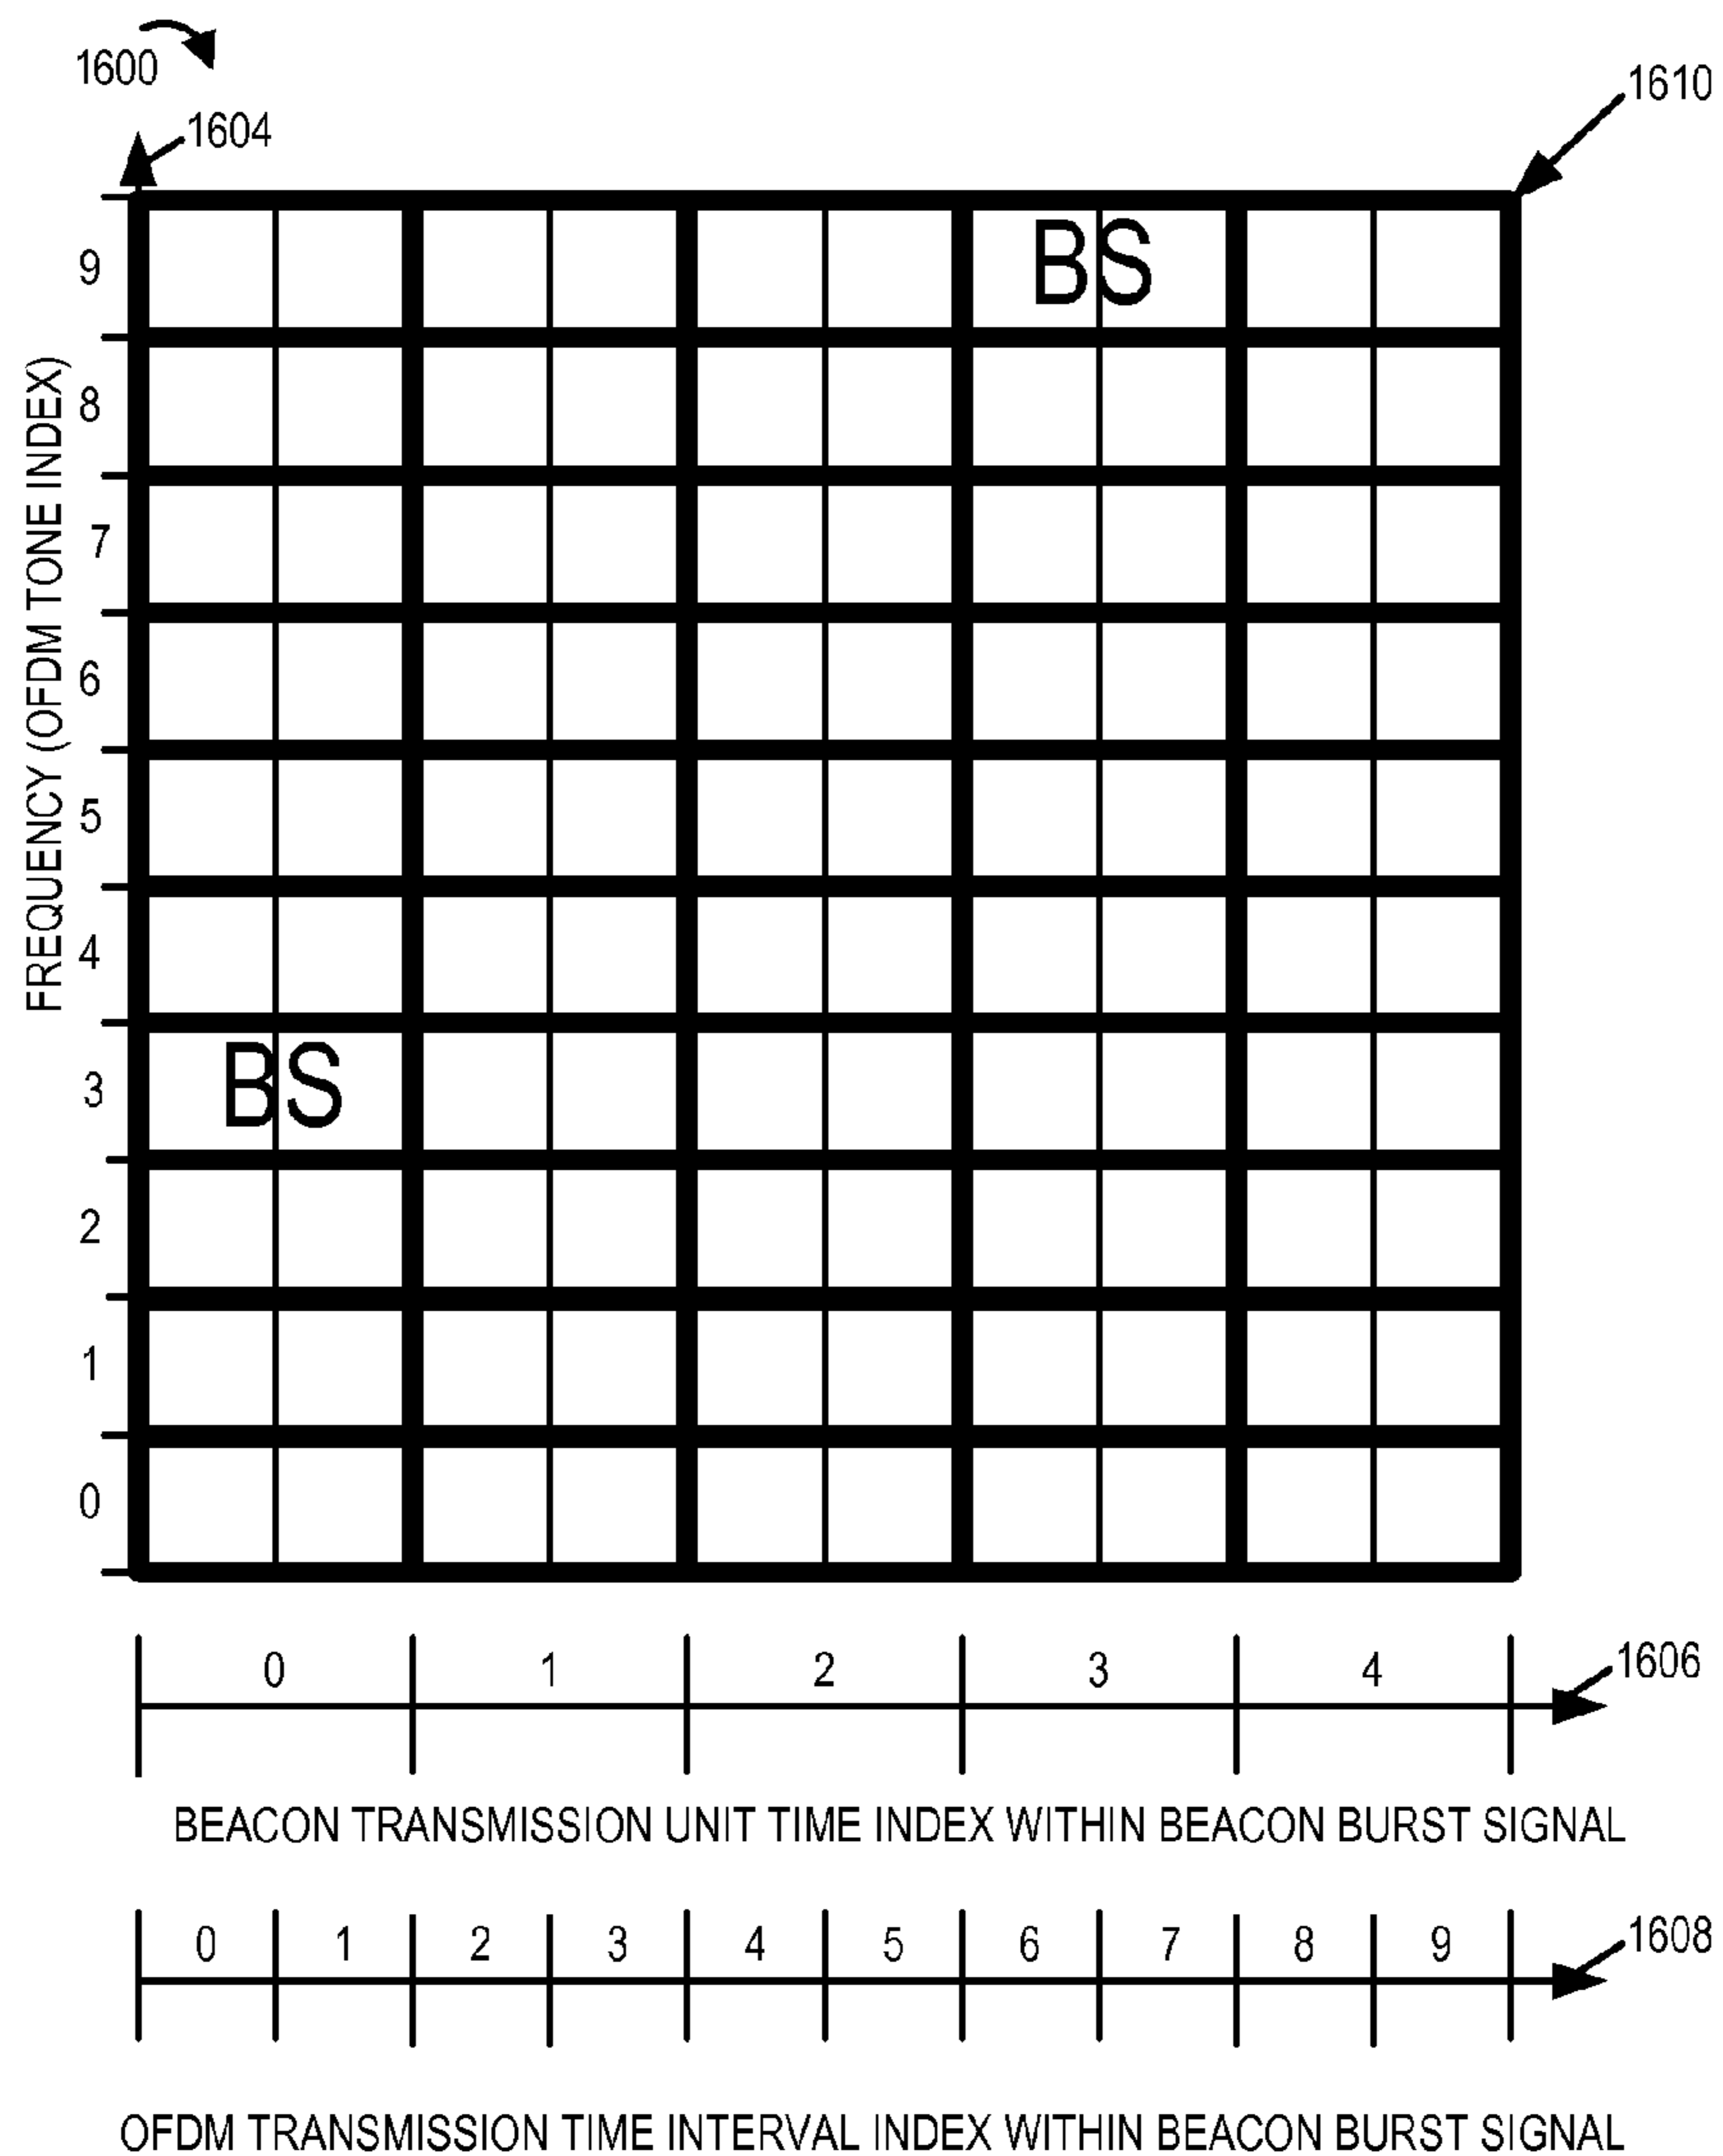 1600
1604
1610
FREQUENCY (OFDM TONE INDEX)
9 BS
8
7
6
5
4
3 BS
2
1
0
0 1 2 3 4 1606
BEACON TRANSMISSION UNIT TIME INDEX WITHIN BEACON BURST SIGNAL
0 1 2 3 4 5 6 7 8 9 1608
OFDM TRANSMISSION TIME INTERVAL INDEX WITHIN BEACON BURST SIGNAL